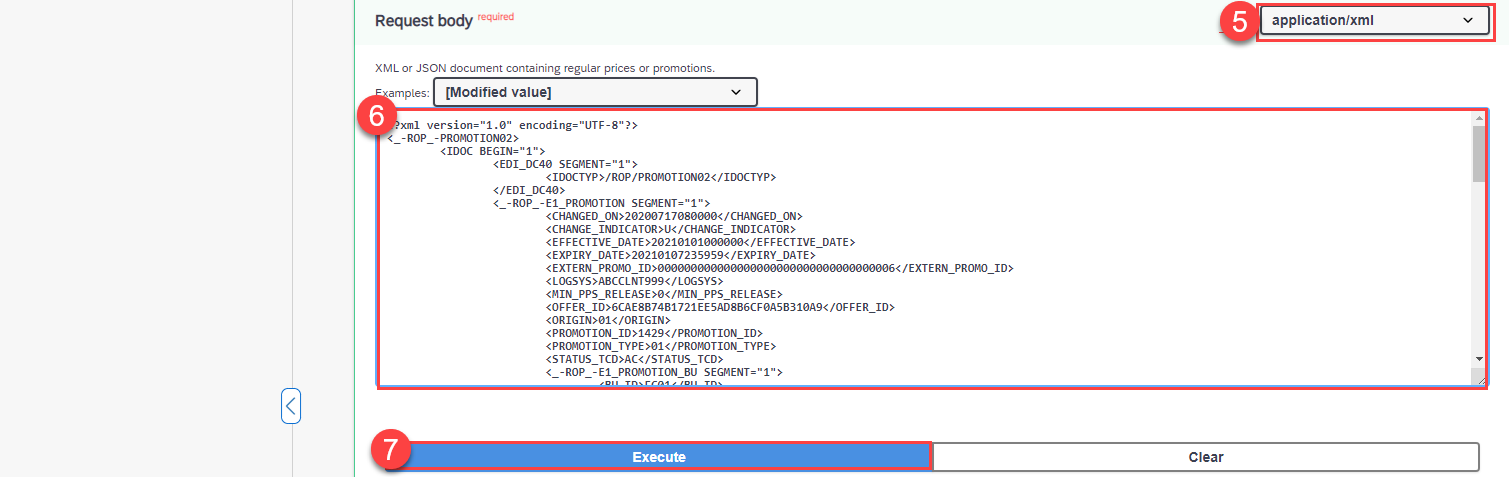 Request body required
5
application/xml
XML or JSON document containing regular prices or promotions.
Examples: [Modified value]
6
?xml version="1.0" encoding="UTF-8"?>
<_-ROP_-PROMOTION02>
<IDOC BEGIN="1">
<EDI_DC40 SEGMENT="1">
<IDOCTYP>/ROP/PROMOTION02</IDOCTYP>
</EDI_DC40>
<_-ROP_-E1_PROMOTION SEGMENT="1">
<CHANGED_ON>20200717080000</CHANGED_ON>
<CHANGE_INDICATOR>U</CHANGE_INDICATOR>
<EFFECTIVE_DATE>20210101000000</EFFECTIVE_DATE>
<EXPIRY_DATE>20210107235959</EXPIRY_DATE>
<EXTERN_PROMO_ID>000000000000000000000000000000000006</EXTERN_PROMO_ID>
<LOGSYS>ABCCLNT999</LOGSYS>
<MIN_PPS_RELEASE>0</MIN_PPS_RELEASE>
<OFFER_ID>6CAE8B74B1721EE5AD8B6CF0A5B310A9</OFFER_ID>
<ORIGIN>01</ORIGIN>
<PROMOTION_ID>1429</PROMOTION_ID>
<PROMOTION_TYPE>01</PROMOTION_TYPE>
<STATUS_TCD>AC</STATUS_TCD>
<_-ROP_-E1_PROMOTION_BU SEGMENT="1">
7
Execute
Clear